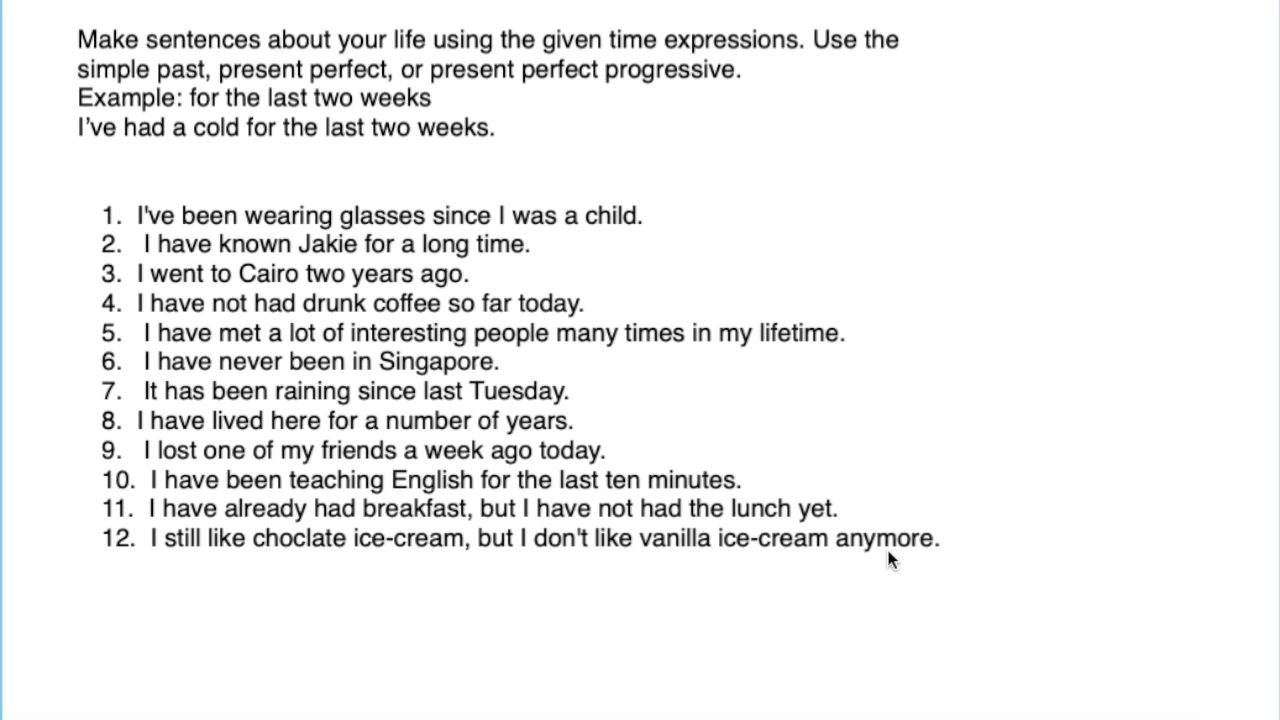 Make sentences about your life using the given time expressions. Use the
simple past, present perfect, or present perfect progressive.
Example: for the last two weeks
I’ve had a cold for the last two weeks.
1. I've been wearing glasses since I was a child.
2. I have known Jakie for a long time.
3. I went to Cairo two years ago.
4. I have not had drunk coffee so far today.
5. I have met a lot of interesting people many times in my lifetime.
6. I have never been in Singapore.
7. It has been raining since last Tuesday.
8. I have lived here for a number of years.
9. I lost one of my friends a week ago today.
10. I have been teaching English for the last ten minutes.
11. I have already had breakfast, but I have not had the lunch yet.
12. I still like choclate ice-cream, but I don't like vanilla ice-cream anymore.